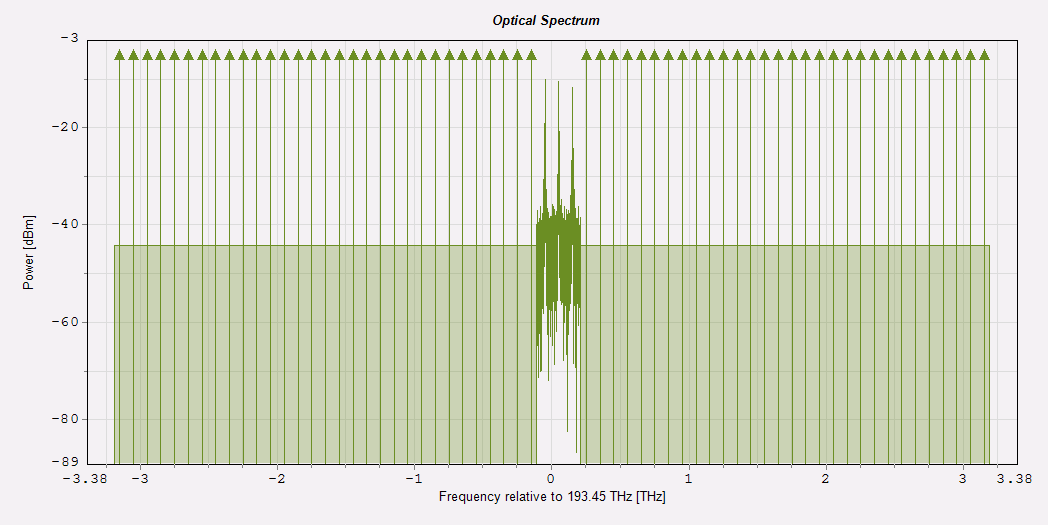 Optical Spectrum
−3
−20
−40
−60
−80
−89
Power [dBm]
−3.38 −3 −2 −1 0 1 2 3 3.38
Frequency relative to 193.45 THz [THz]